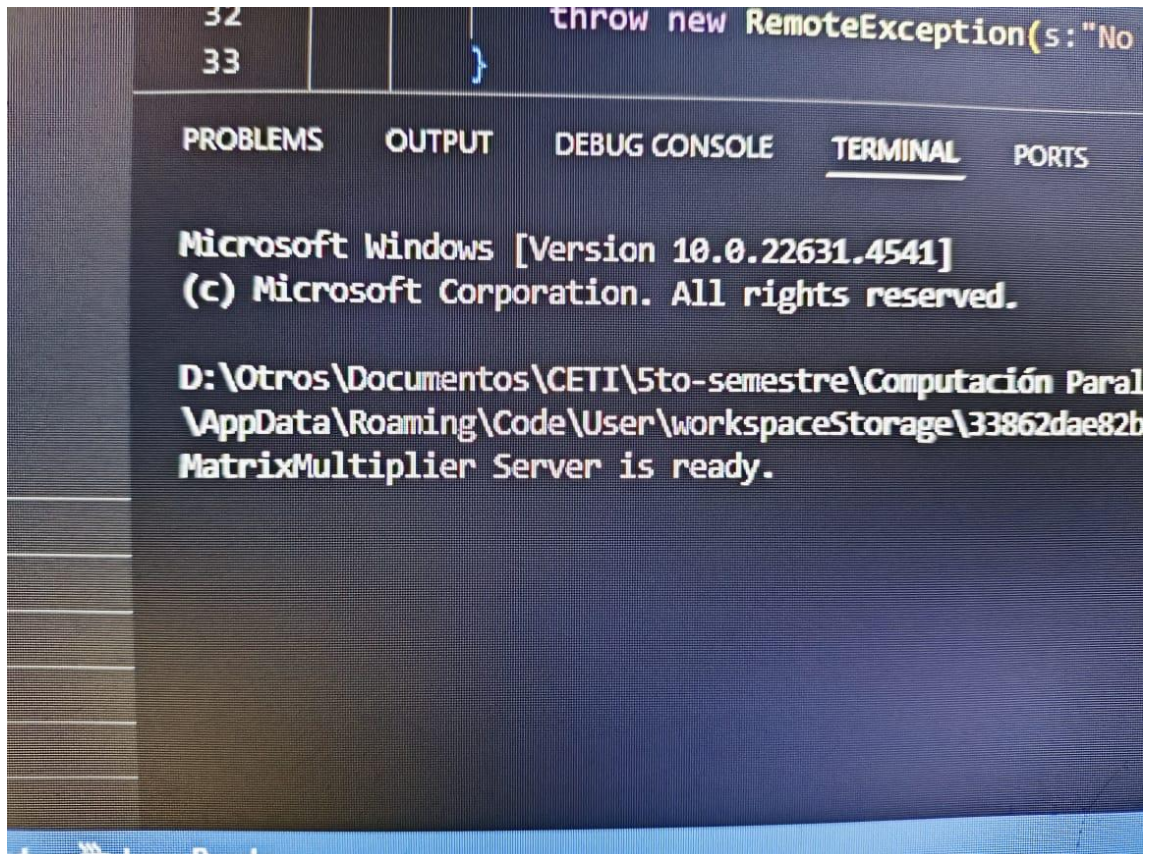 32 throw new RemoteException(s:"No
33 }
PROBLEMS OUTPUT DEBUG CONSOLE TERMINAL PORTS
Microsoft Windows [Version 10.0.22631.4541]
(c) Microsoft Corporation. All rights reserved.
D:\Otros\Documentos\CETI\5to-semestre\Computación Paral
\AppData\Roaming\Code\User\workspaceStorage\33862dae82b
MatrixMultiplier Server is ready.